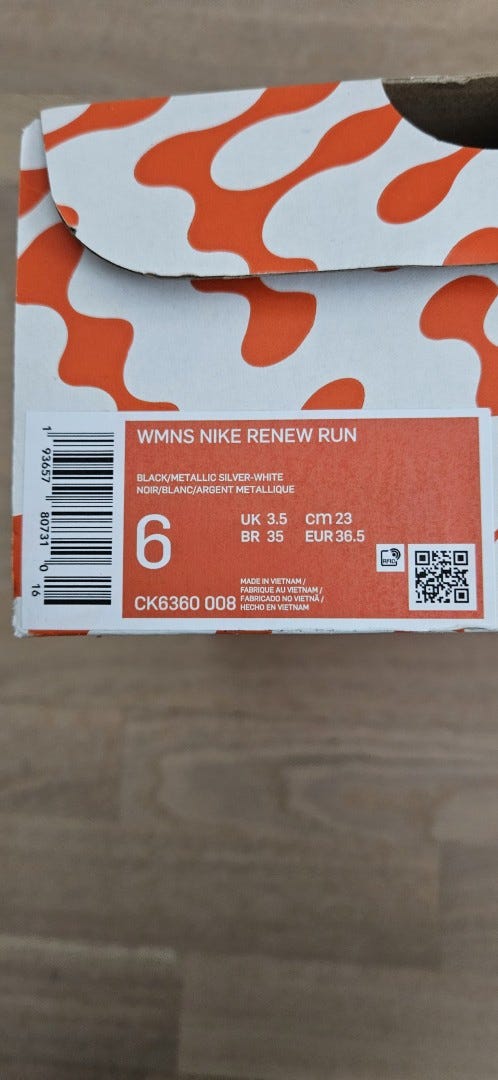 WMNS NIKE RENEW RUN
BLACK/METALLIC SILVER-WHITE
NOIR/BLANC/ARGENT METALLIQUE
6
UK 3.5 cm 23
BR 35 EUR 36.5
RFID
CK6360 008
MADE IN VIETNAM /
FABRIQUE AU VIETNAM /
FABRICADO NO VIETNÃ /
HECHO EN VIETNAM
1 93657 80731 0 16